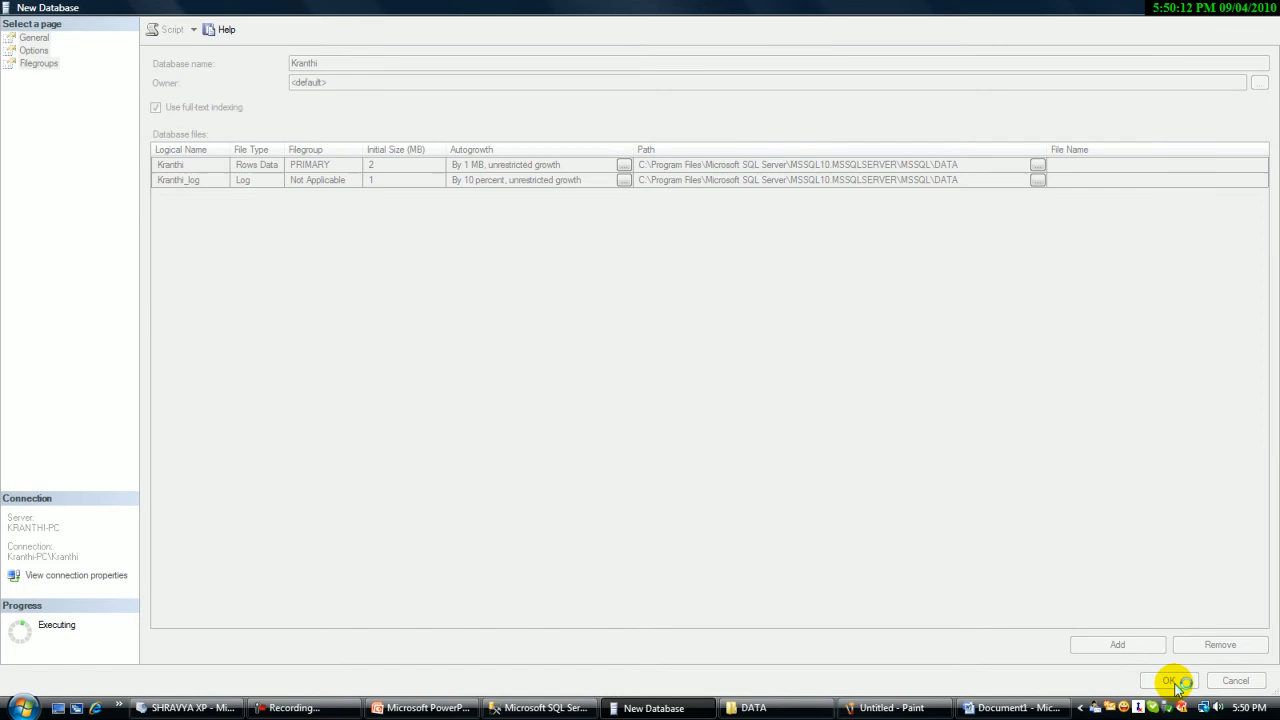 New Database
5:50:12 PM 09/04/2010
Select a page
General
Options
Filegroups
Script
Help
Database name:
Kranthi
Owner:
<default>
...
Use full-text indexing
Database files:
Logical Name File Type Filegroup Initial Size (MB) Autogrowth Path File Name
Kranthi Rows Data PRIMARY 2 By 1 MB, unrestricted growth ... C:\Program Files\Microsoft SQL Server\MSSQL10.MSSQLSERVER\MSSQL\DATA ...
Kranthi_log Log Not Applicable 1 By 10 percent, unrestricted growth ... C:\Program Files\Microsoft SQL Server\MSSQL10.MSSQLSERVER\MSSQL\DATA ...
Connection
Server:
KRANTHI-PC
Connection:
Kranthi-PC\Kranthi
View connection properties
Progress
Executing
Add Remove
OK Cancel
SHRAVYA XP - Mi... Recording... Microsoft PowerP... Microsoft SQL Ser... New Database DATA Untitled - Paint Document1 - Mic... 5:50 PM